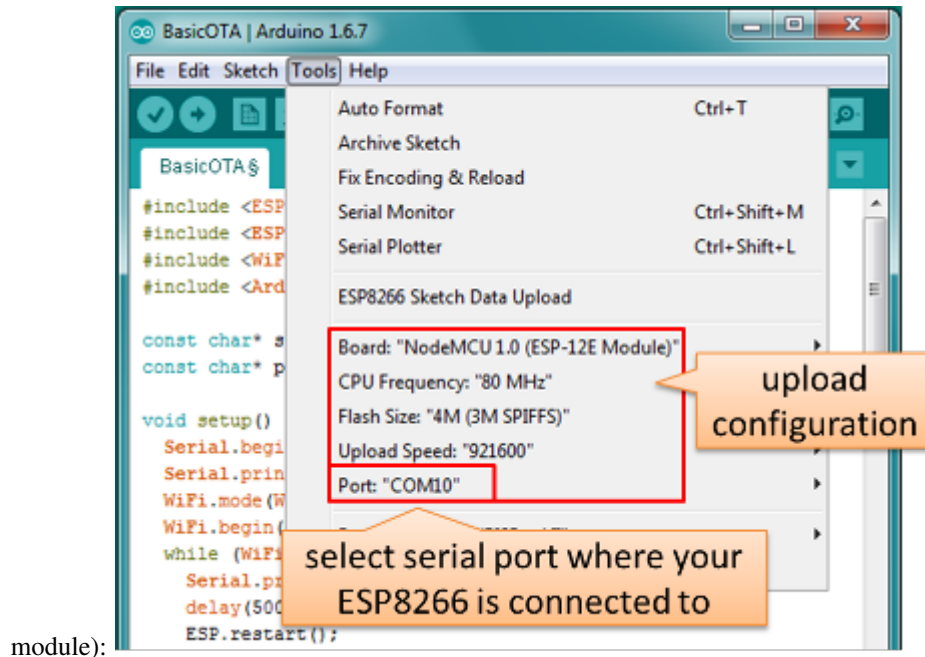 BasicOTA | Arduino 1.6.7
File Edit Sketch Tools Help
BasicOTA§
Auto Format Ctrl+T
Archive Sketch
Fix Encoding & Reload
Serial Monitor Ctrl+Shift+M
Serial Plotter Ctrl+Shift+L
ESP8266 Sketch Data Upload
Board: "NodeMCU 1.0 (ESP-12E Module)"
CPU Frequency: "80 MHz"
Flash Size: "4M (3M SPIFFS)"
Upload Speed: "921600"
Port: "COM10"
upload
configuration
select serial port where your
ESP8266 is connected to
#include <ESP
#include <ESP
#include <WiF
#include <Ard
const char* s
const char* p
void setup()
Serial.begi
Serial.prin
WiFi.mode(W
WiFi.begin(
while (WiFi
Serial.pr
delay(500
ESP.restart();
module):